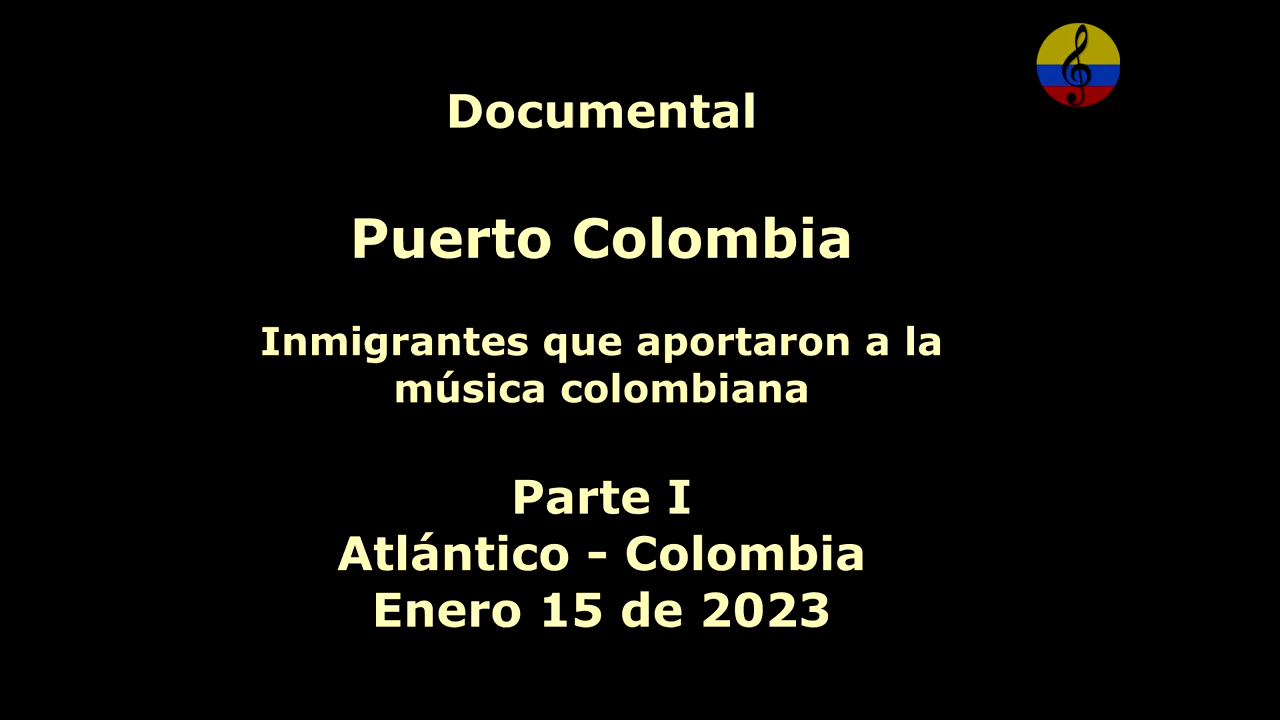 Documental
Puerto Colombia
Inmigrantes que aportaron a la
música colombiana
Parte I
Atlántico - Colombia
Enero 15 de 2023